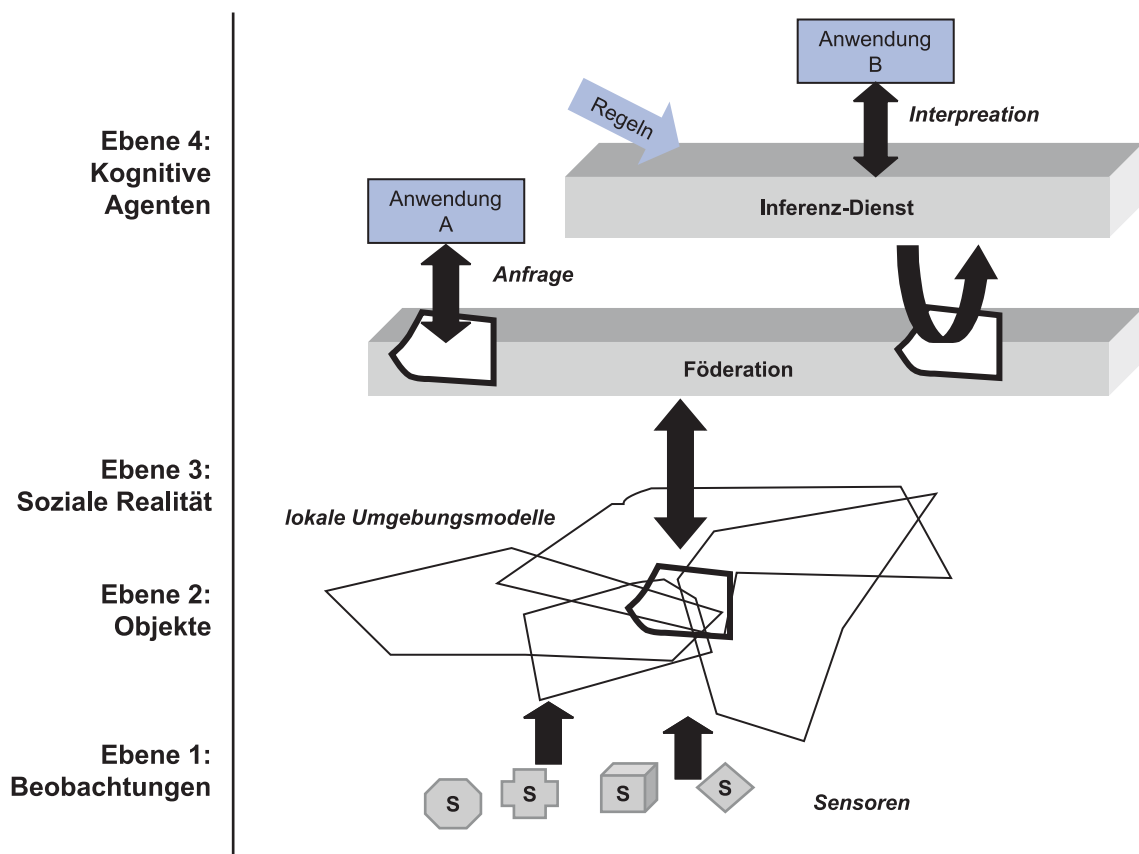 Anwendung
B
Regeln
Interpreation
Ebene 4:
Kognitive
Agenten
Anwendung
A
Inferenz-Dienst
Anfrage
Föderation
Ebene 3:
Soziale Realität
lokale Umgebungsmodelle
Ebene 2:
Objekte
Ebene 1:
Beobachtungen
S
S
S
S
Sensoren